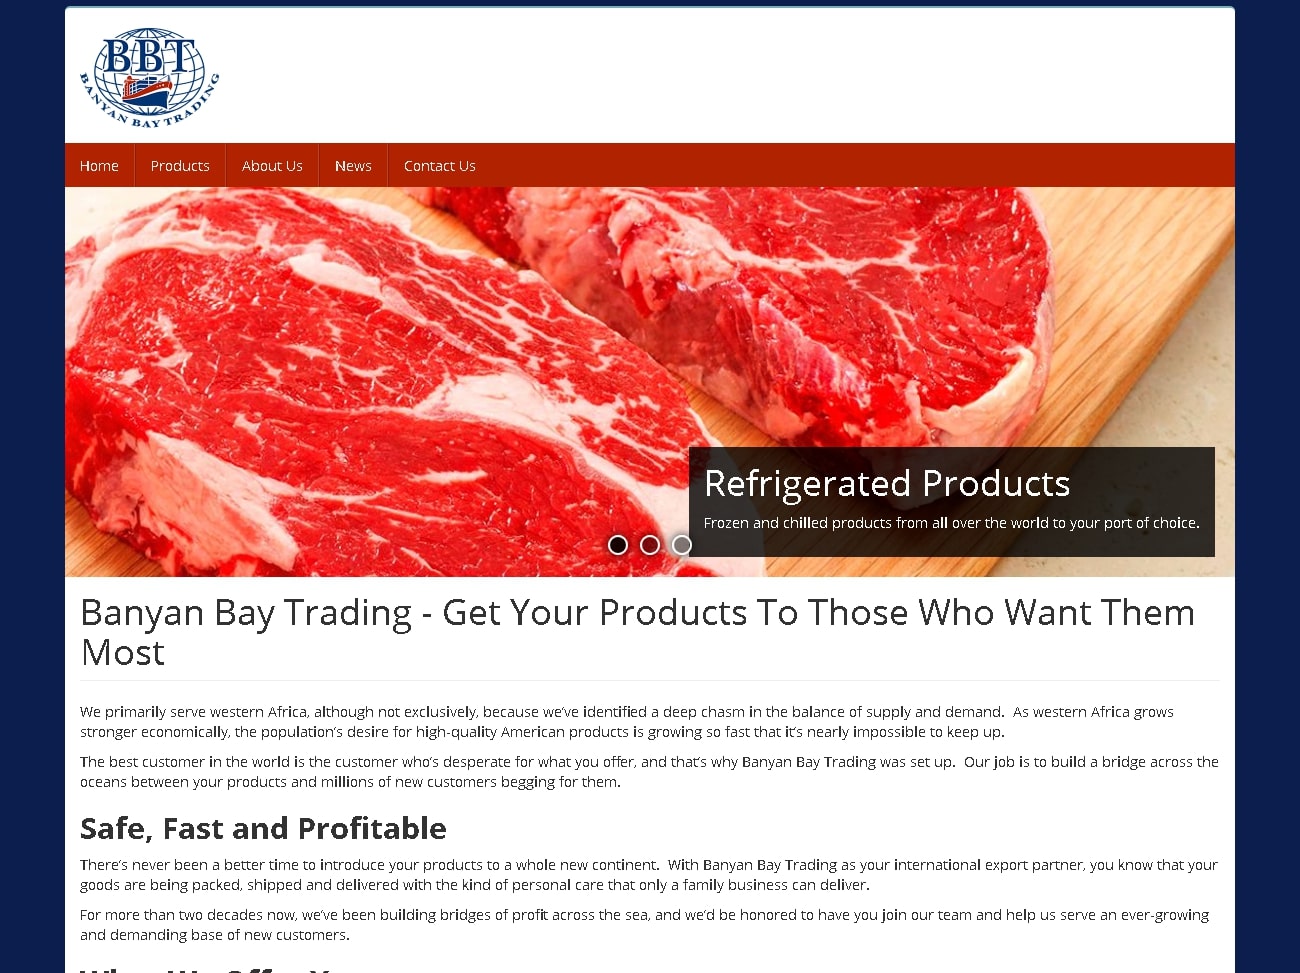 BBT
BANYAN BAY TRADING
Home
Products
About Us
News
Contact Us
Refrigerated Products
Frozen and chilled products from all over the world to your port of choice.
Banyan Bay Trading - Get Your Products To Those Who Want Them
Most
We primarily serve western Africa, although not exclusively, because we've identified a deep chasm in the balance of supply and demand.  As western Africa grows
stronger economically, the population's desire for high-quality American products is growing so fast that it's nearly impossible to keep up.
The best customer in the world is the customer who's desperate for what you offer, and that's why Banyan Bay Trading was set up.  Our job is to build a bridge across the
oceans between your products and millions of new customers begging for them.
Safe, Fast and Profitable
There's never been a better time to introduce your products to a whole new continent.  With Banyan Bay Trading as your international export partner, you know that your
goods are being packed, shipped and delivered with the kind of personal care that only a family business can deliver.
For more than two decades now, we've been building bridges of profit across the sea, and we'd be honored to have you join our team and help us serve an ever-growing
and demanding base of new customers.